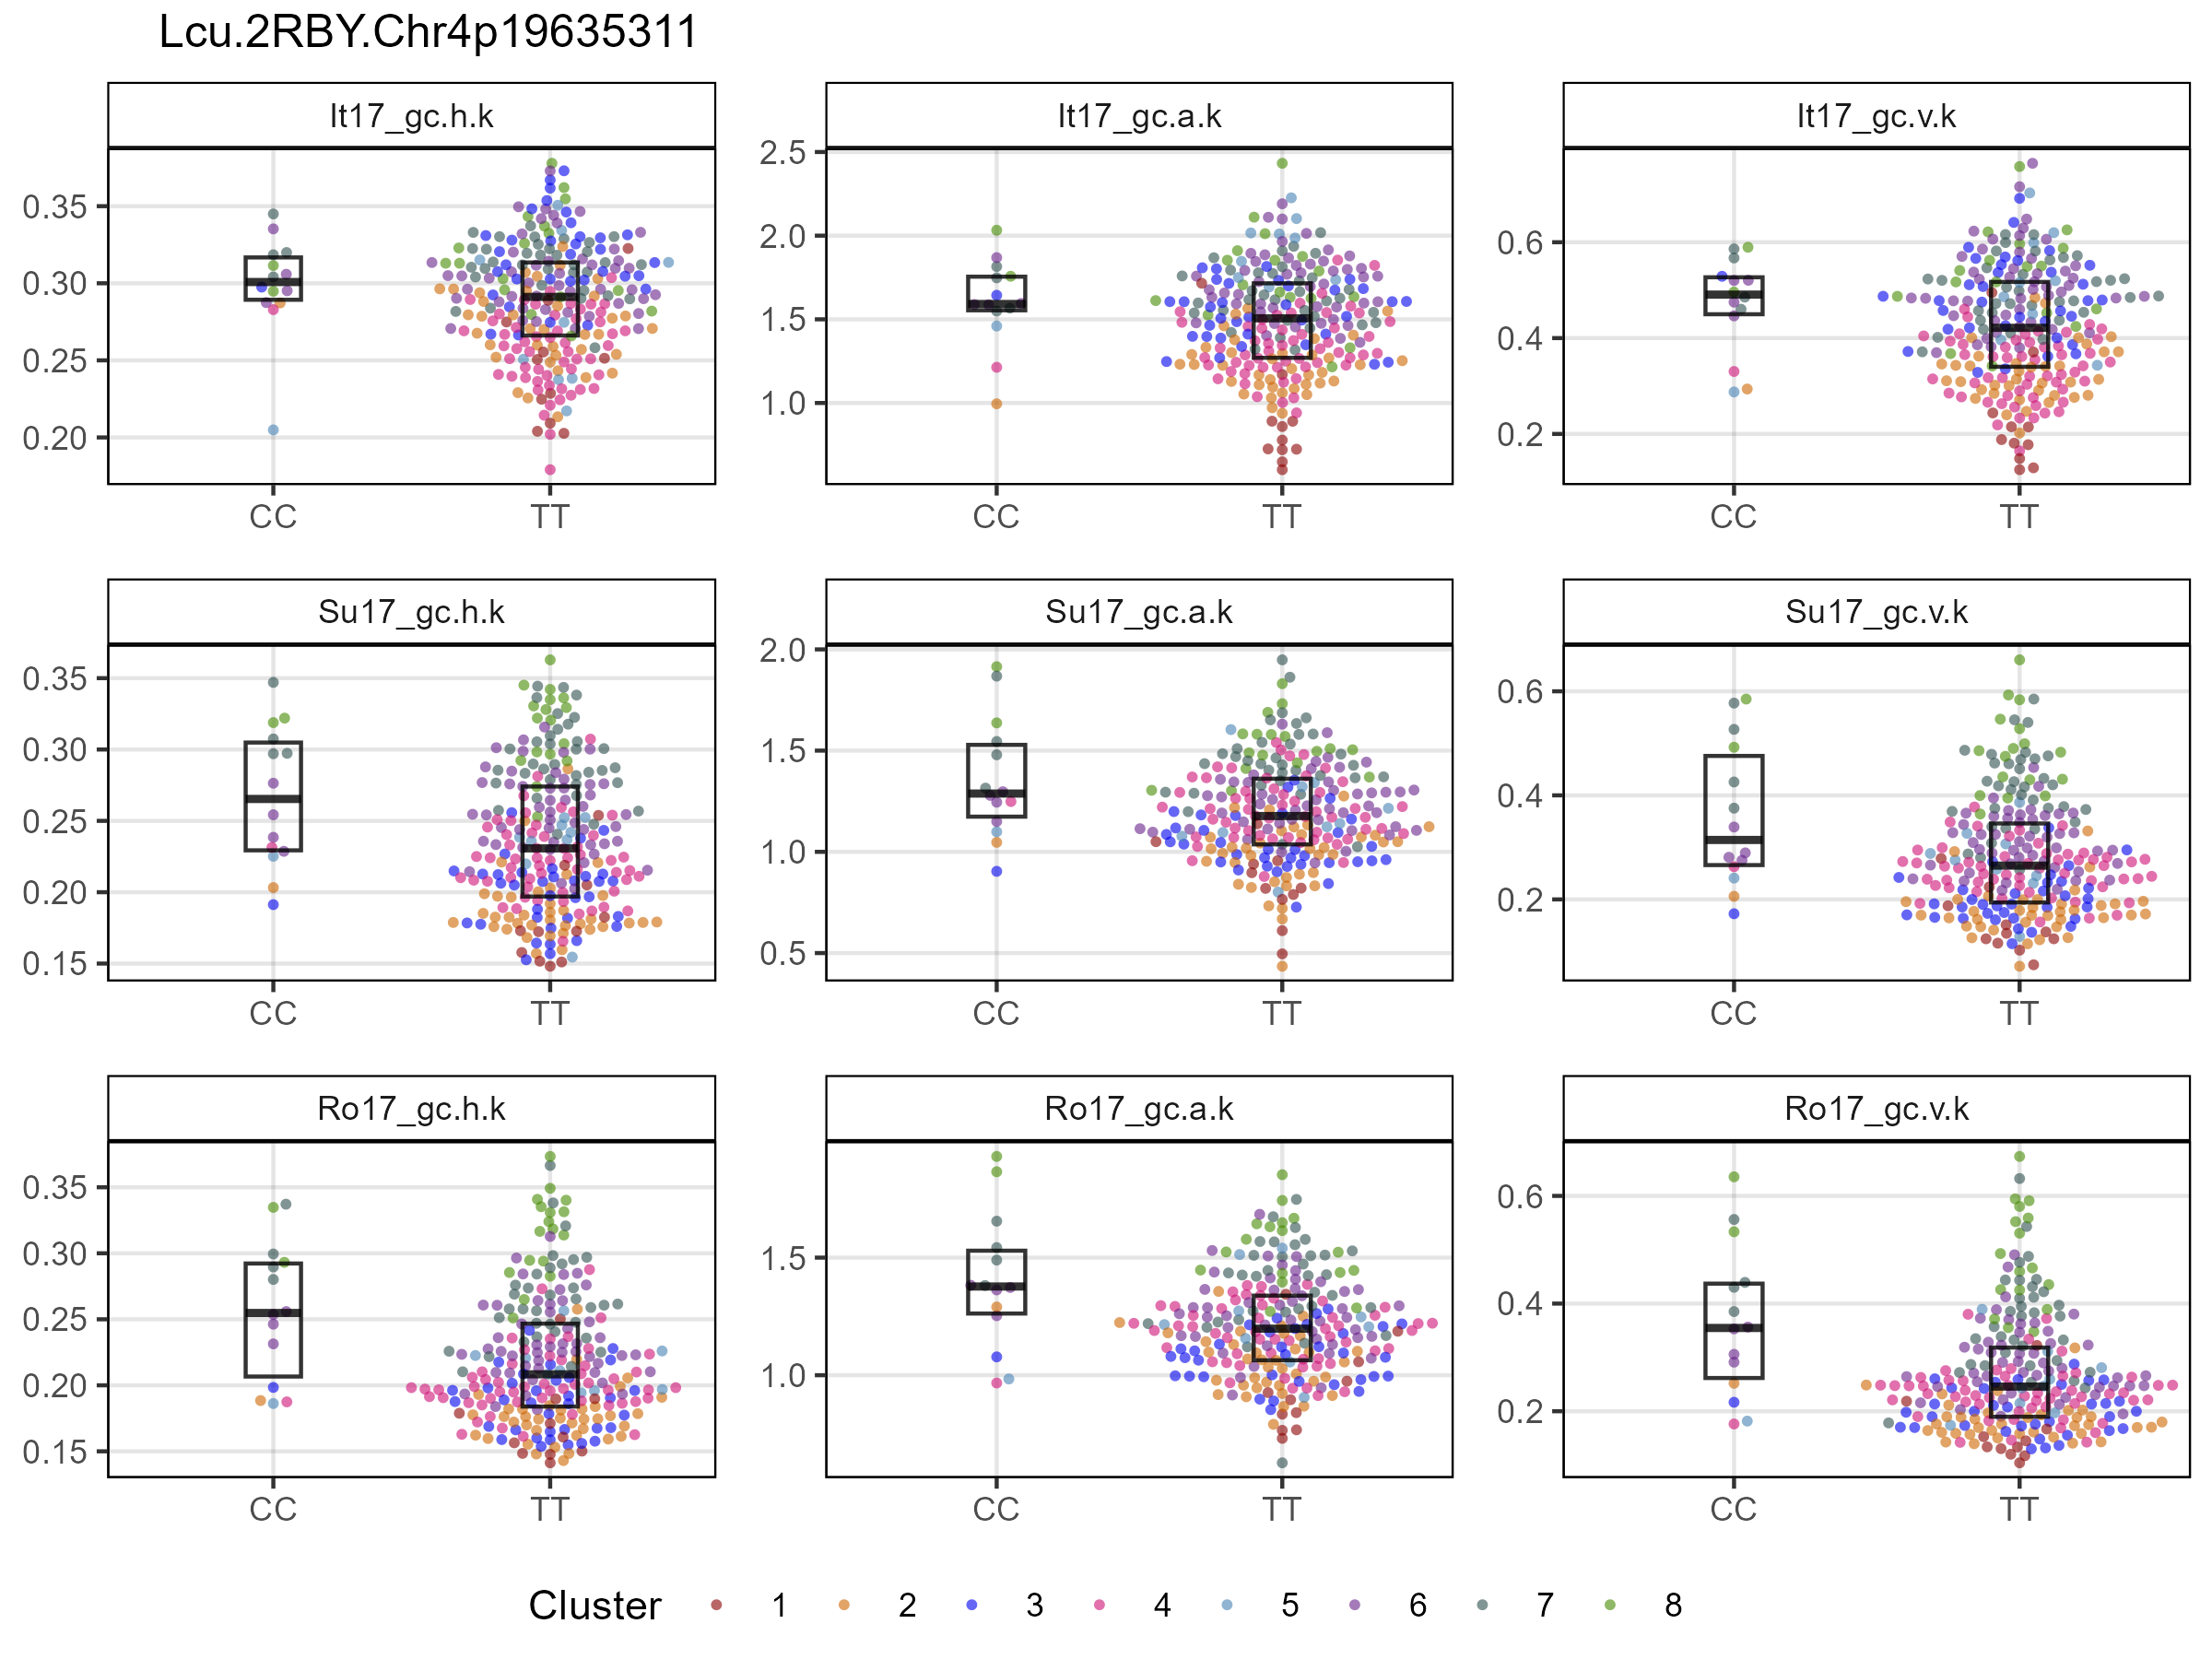 Lcu.2RBY.Chr4p19635311
It17_gc.h.k
It17_gc.a.k
It17_gc.v.k
0.35
0.30
0.25
0.20
CC
TT
2.5
2.0
1.5
1.0
CC
TT
0.6
0.4
0.2
CC
TT
Su17_gc.h.k
Su17_gc.a.k
Su17_gc.v.k
0.35
0.30
0.25
0.20
0.15
CC
TT
2.0
1.5
1.0
0.5
CC
TT
0.6
0.4
0.2
CC
TT
Ro17_gc.h.k
Ro17_gc.a.k
Ro17_gc.v.k
0.35
0.30
0.25
0.20
0.15
CC
TT
1.5
1.0
CC
TT
0.6
0.4
0.2
CC
TT
Cluster 1 2 3 4 5 6 7 8